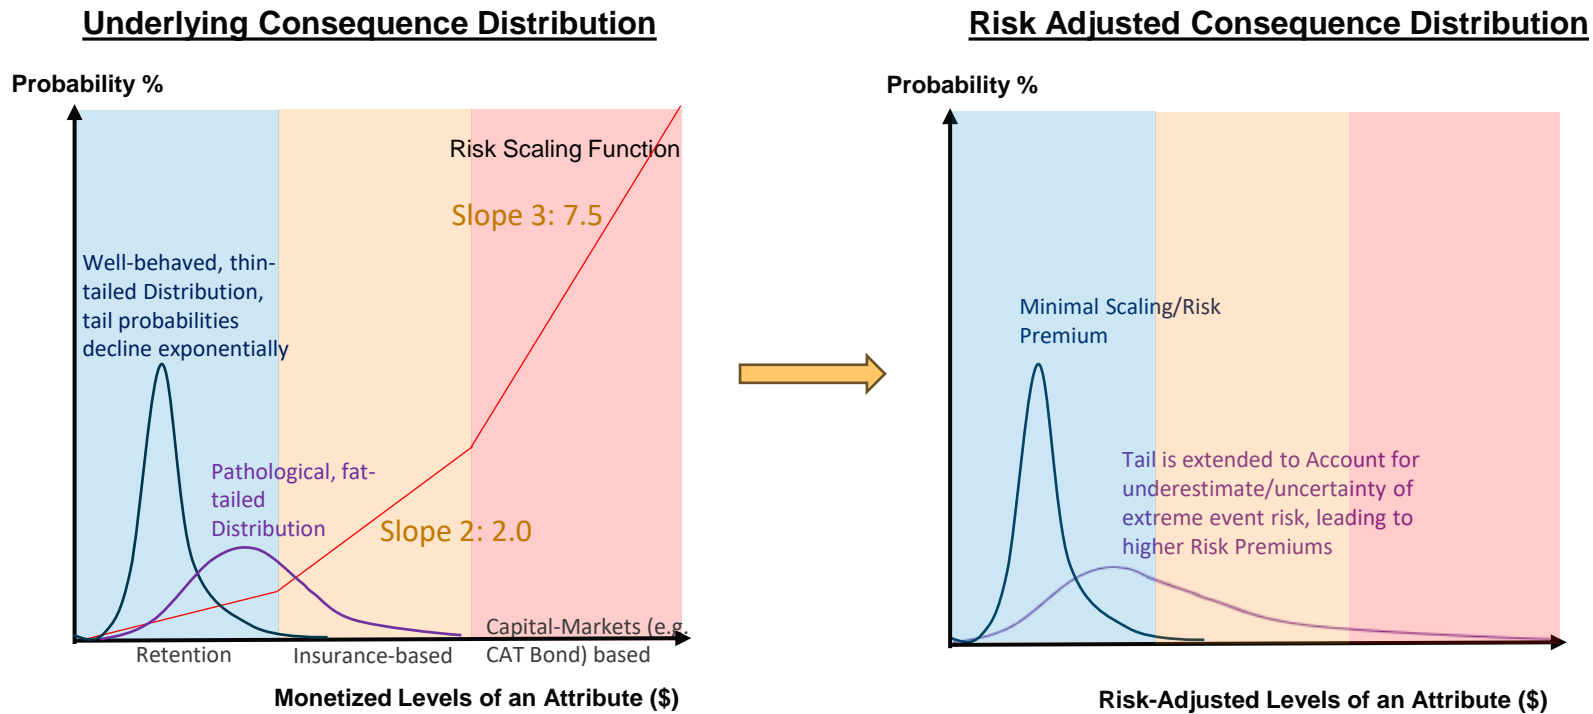 Underlying Consequence Distribution
Probability %
Risk Scaling Function
Slope 3: 7.5
Well-behaved, thin-
tailed Distribution,
tail probabilities
decline exponentially
Pathological, fat-
tailed
Distribution
Slope 2: 2.0
Retention
Insurance-based
Capital-Markets (e.g.
CAT Bond) based
Monetized Levels of an Attribute ($)
Risk Adjusted Consequence Distribution
Probability %
Minimal Scaling/Risk
Premium
Tail is extended to Account for
underestimate/uncertainty of
extreme event risk, leading to
higher Risk Premiums
Risk-Adjusted Levels of an Attribute ($)